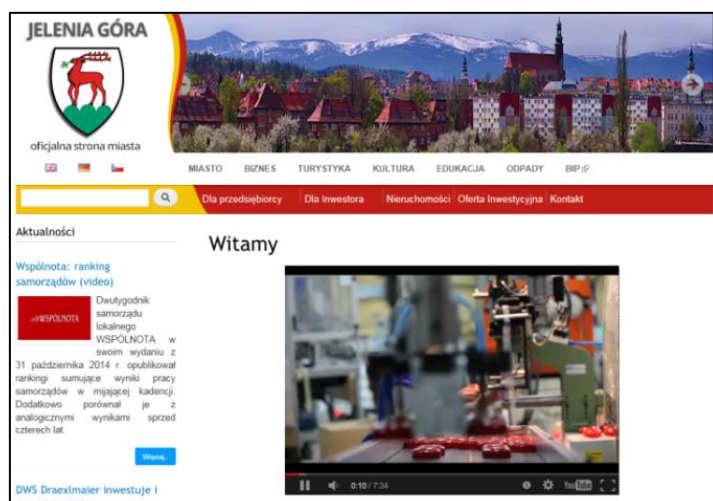 JELENIA GÓRA
oficjalna strona miasta
MIASTO BIZNES TURYSTYKA KULTURA EDUKACJA ODPADY BIP
Dla przedsiębiorcy Dla Inwestora Nieruchomości Oferta Inwestycyjna Kontakt
Aktualności
Wspólnota: ranking
samorządów (video)
WSPÓLNOTA
Dwutygodnik
samorządu
lokalnego
WSPÓLNOTA w
swoim wydaniu z
31 października 2014 r. opublikował
rankingi sumujące wyniki pracy
samorządów w mijającej kadencji.
Dodatkowo porównał je z
analogicznymi wynikami sprzed
czterech lat.
Więcej...
DWS Draexlmaier inwestuje i
Witamy
0:10 / 7:34
YouTube